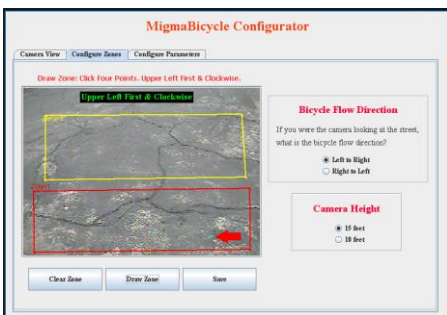 MigmaBicycle Configurator
Camera View Configure Zones Configure Parameters
Draw Zone: Click Four Points. Upper Left First & Clockwise.
Upper Left First & Clockwise
Bicycle Flow Direction
If you were the camera looking at the street,
what is the bicycle flow direction?
Left to Right
Right to Left
Camera Height
15 feet
18 feet
Clear Zone Draw Zone Save